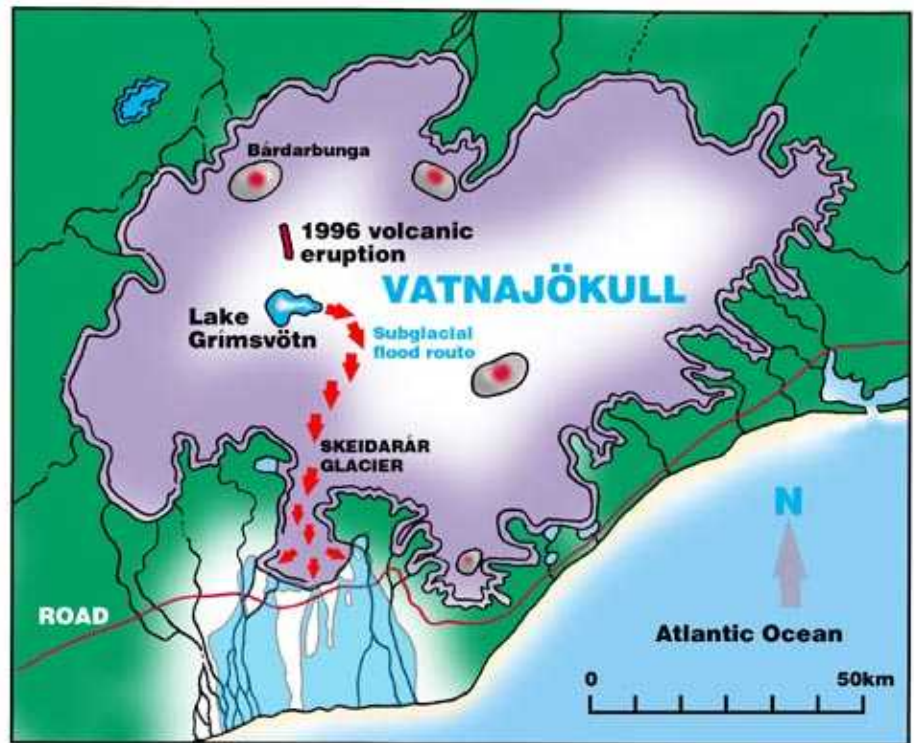 Bárdarbunga
1996 volcanic
eruption
VATNAJÖKULL
Lake
Grímsvötn
Subglacial
flood route
SKEIDARÁR
GLACIER
N
ROAD
Atlantic Ocean
0 50km